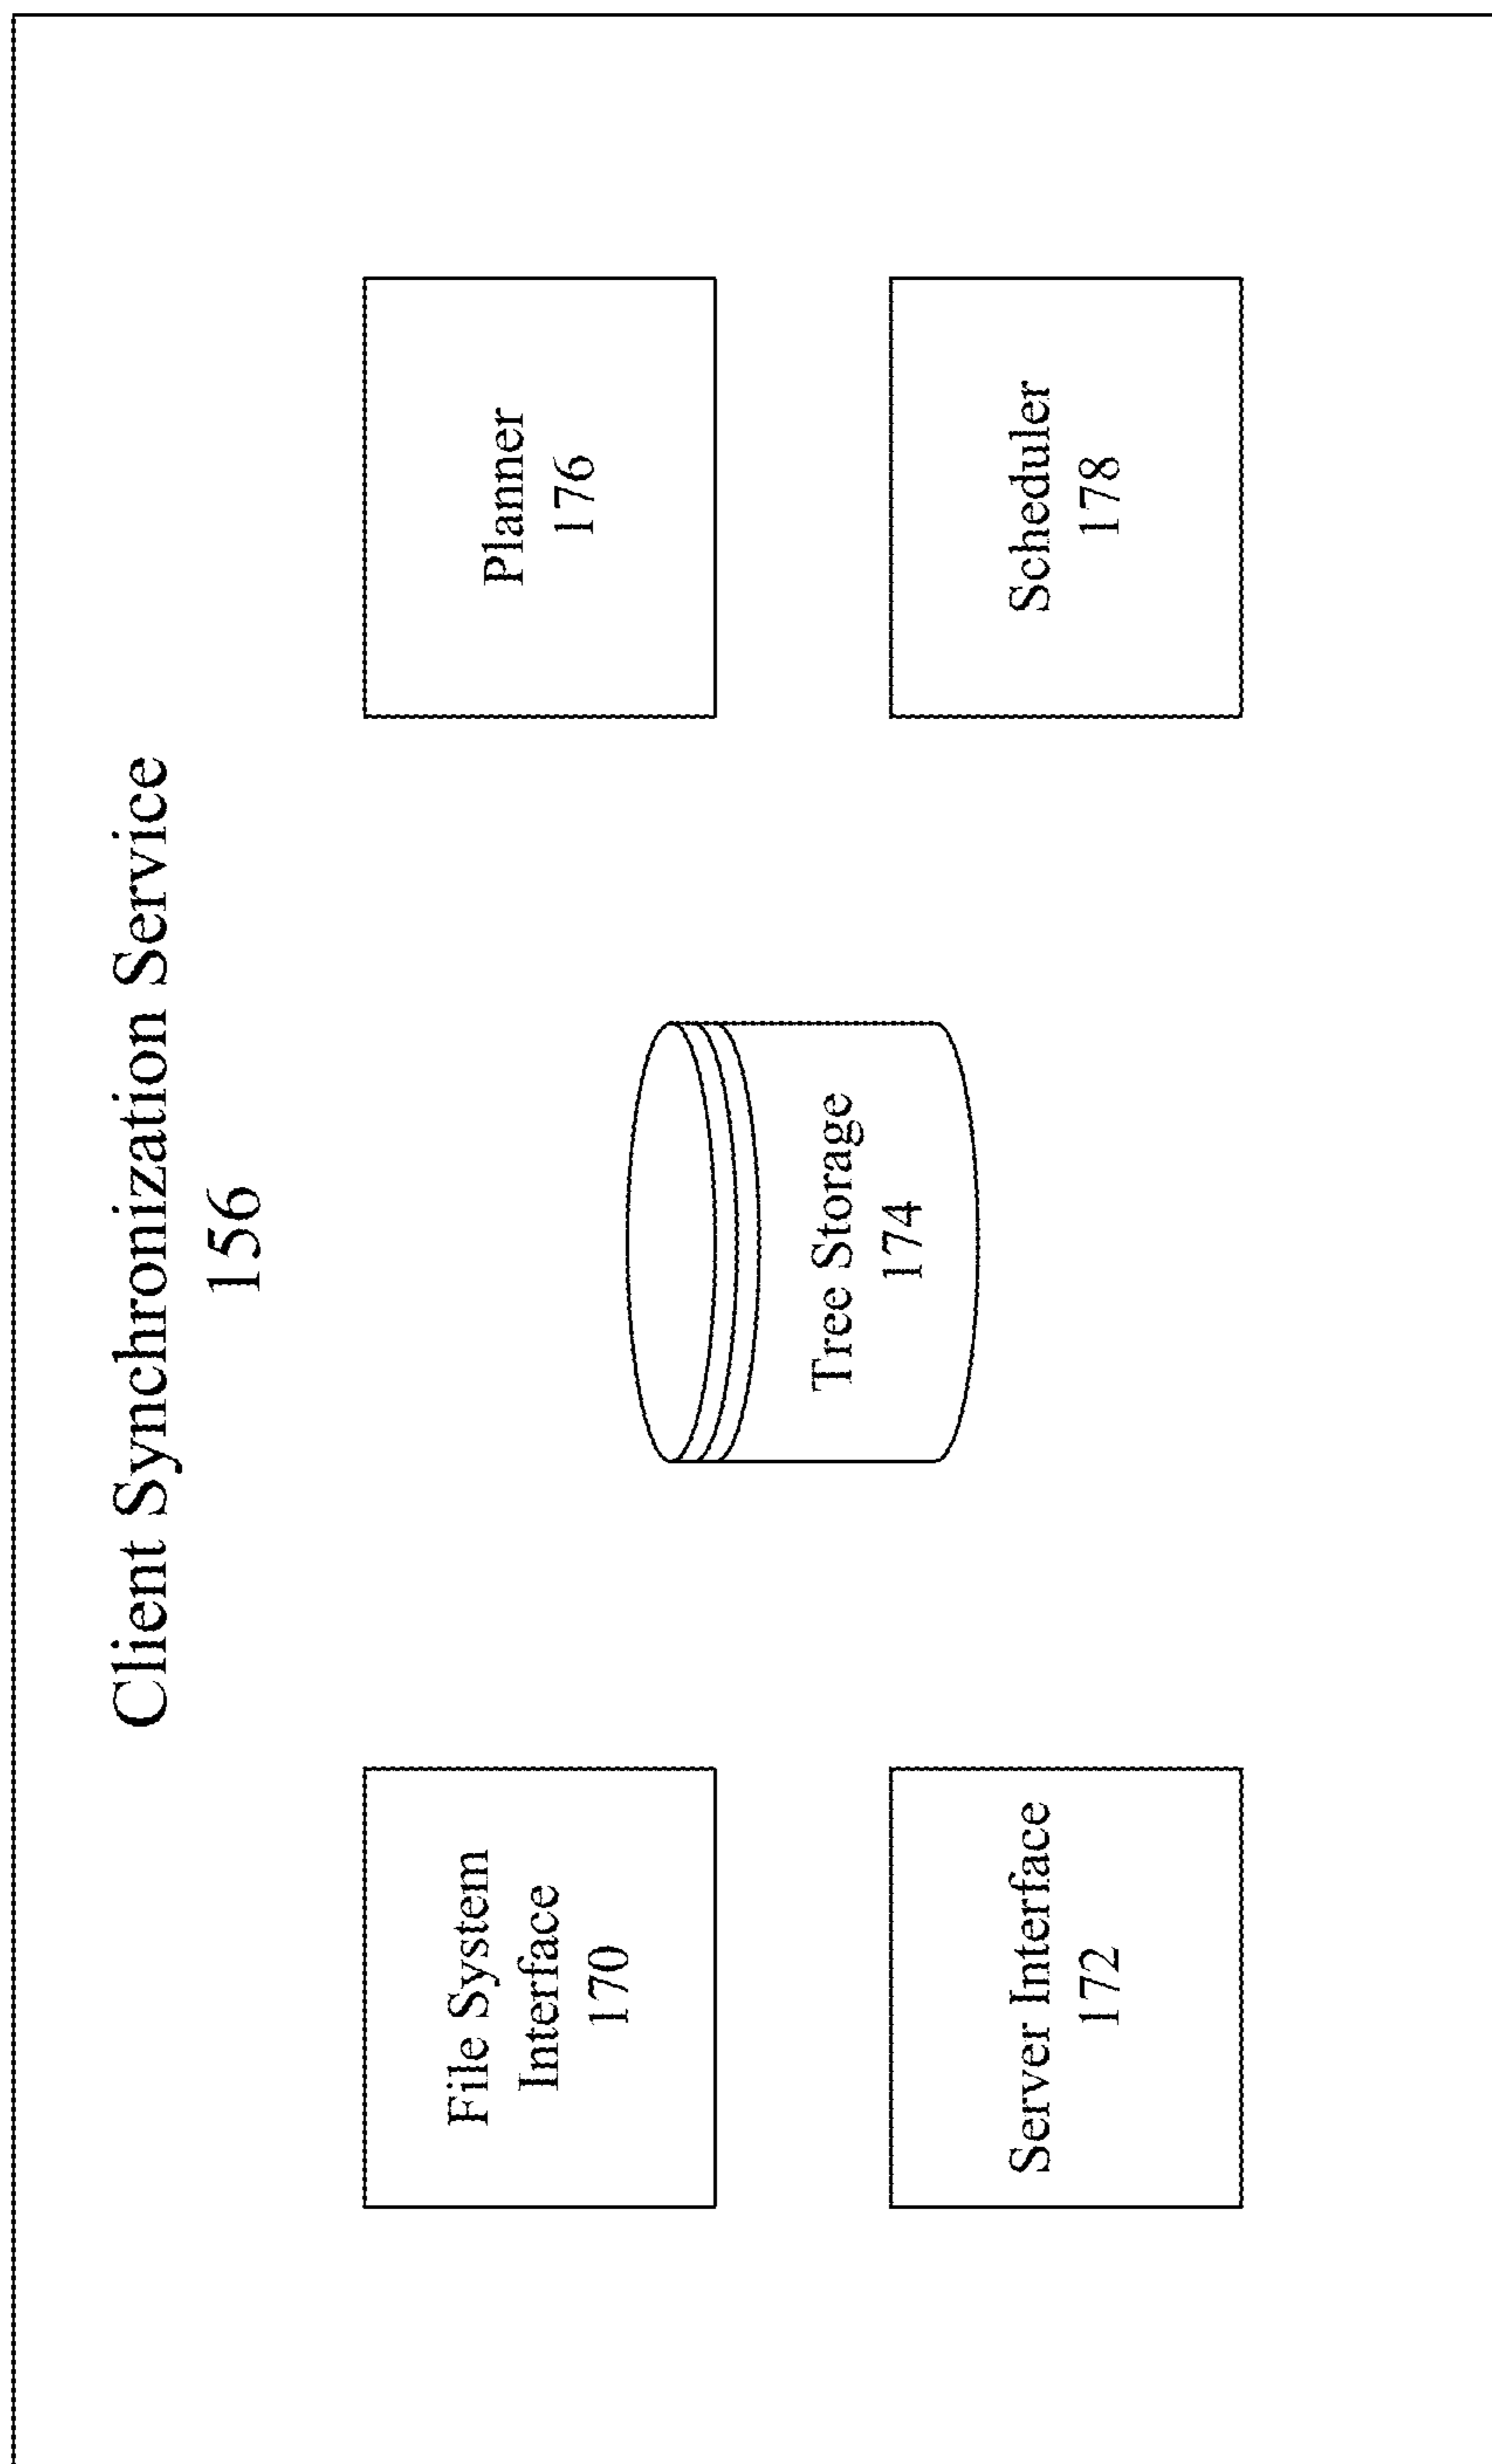 Client Synchronization Service
156
File System
Interface
170
Server Interface
172
Tree Storage
174
Planner
176
Scheduler
178